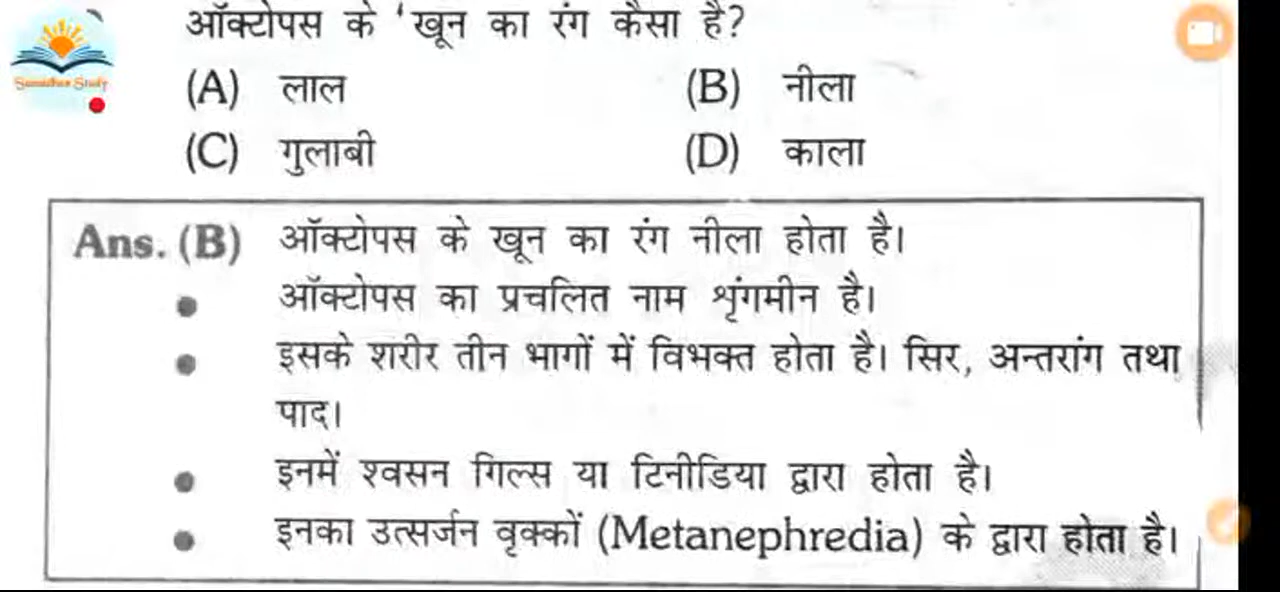 ऑक्टोपस के 'खून का रंग कैसा है?
(A) लाल (B) नीला
(C) गुलाबी (D) काला
Ans. (B) ऑक्टोपस के खून का रंग नीला होता है।
ऑक्टोपस का प्रचलित नाम शृंगमीन है।
इसके शरीर तीन भागों में विभक्त होता है। सिर, अन्तरांग तथा
पाद।
इनमें श्वसन गिल्स या टिनीडिया द्वारा होता है।
इनका उत्सर्जन वृक्कों (Metanephredia) के द्वारा होता है।